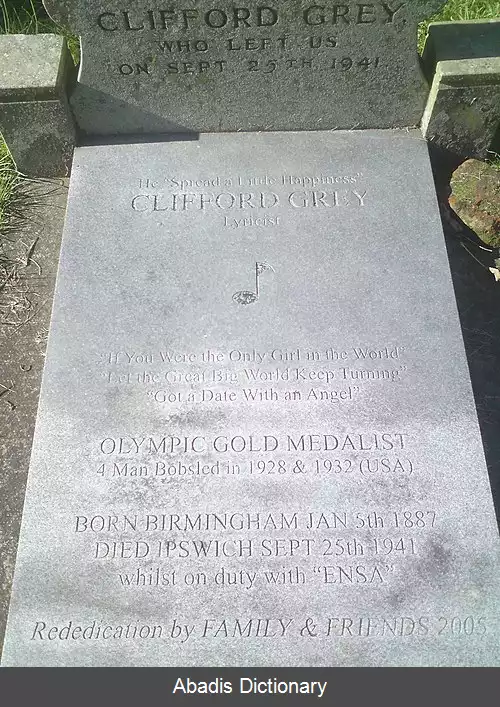 CLIFFORD GREY,
WHO LEFT US
ON SEPT. 25TH 1941
He "Spread a Little Happiness"
CLIFFORD GREY
Lyricist
"If You Were the Only Girl in the World"
"Let the Great Big World Keep Turning"
"Got a Date With an Angel"
OLYMPIC GOLD MEDALIST
4 Man Bobsled in 1928 & 1932 (USA)
BORN BIRMINGHAM JAN 5th 1887
DIED IPSWICH SEPT 25th 1941
whilst on duty with "ENSA"
Rededication by FAMILY & FRIENDS 2005
Abadis Dictionary